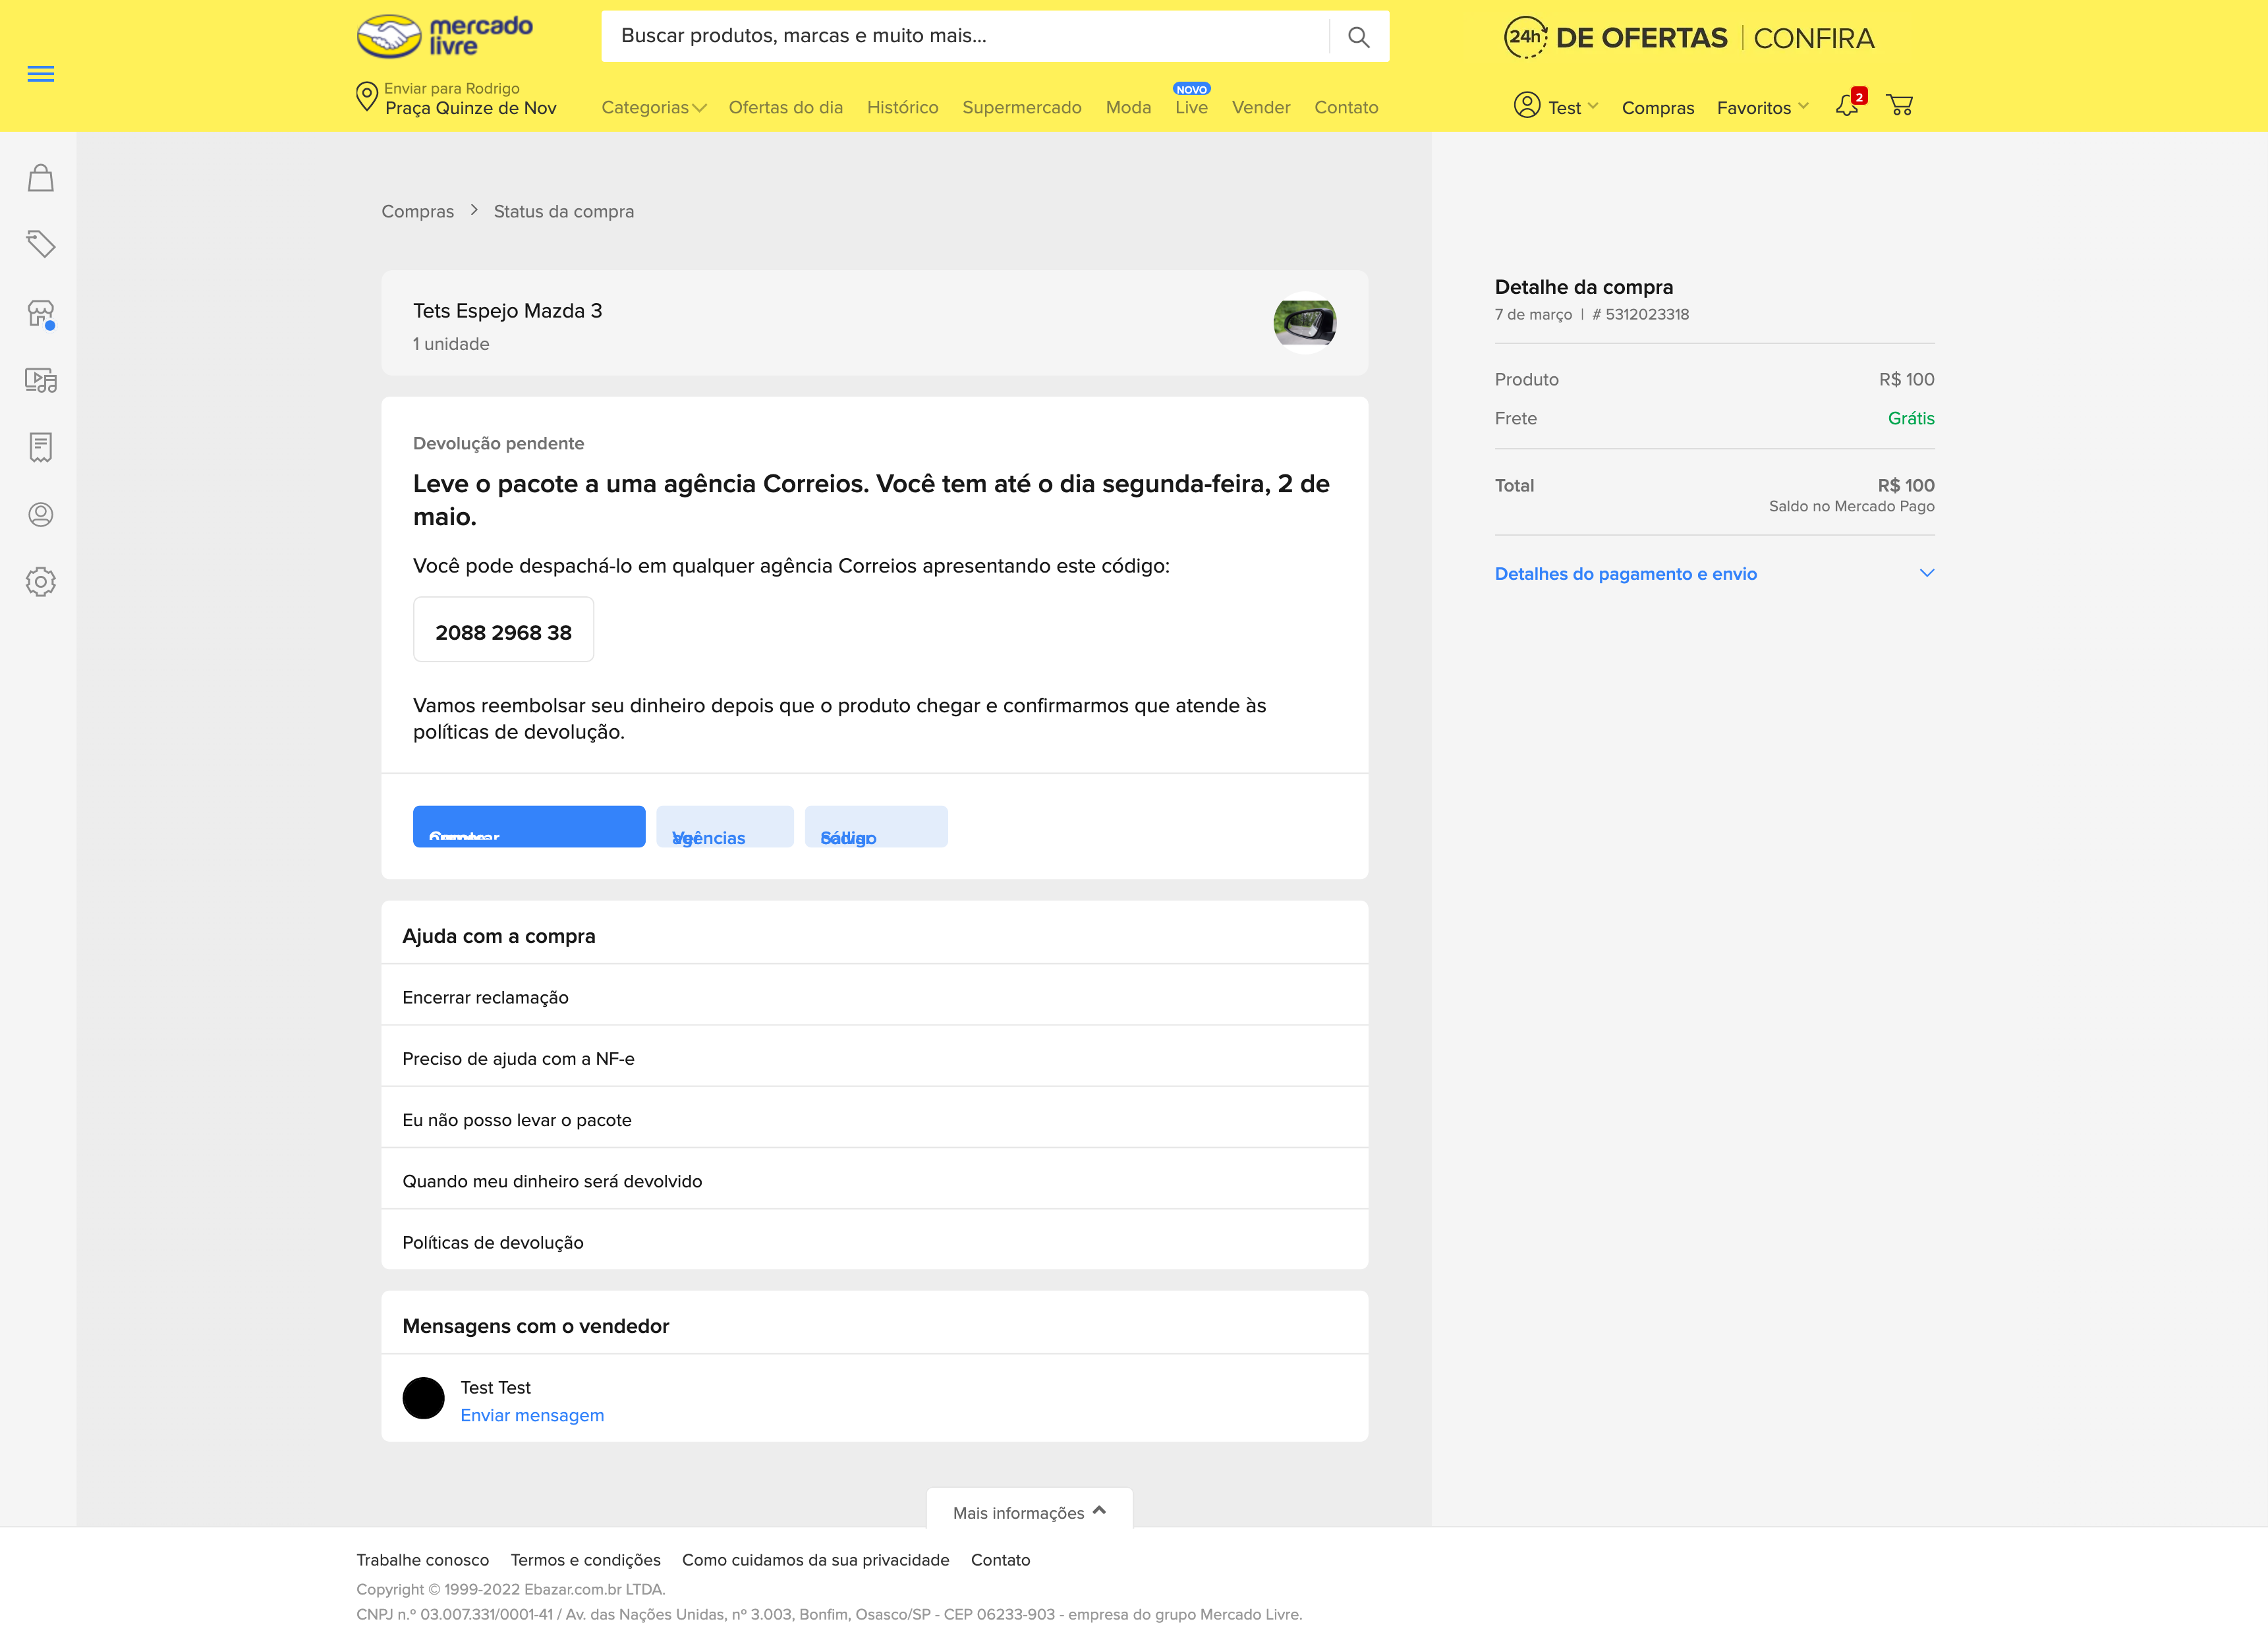 mercado
livre
Buscar produtos, marcas e muito mais...
24h DE OFERTAS | CONFIRA
Enviar para Rodrigo
Praça Quinze de Nov
Categorias
Ofertas do dia
Histórico
Supermercado
Moda
NOVO
Live
Vender
Contato
Test
Compras
Favoritos
2
Compras > Status da compra
Tets Espejo Mazda 3
1 unidade
Devolução pendente
Leve o pacote a uma agência Correios. Você tem até o dia segunda-feira, 2 de
maio.
Você pode despachá-lo em qualquer agência Correios apresentando este código:
2088 2968 38
Vamos reembolsar seu dinheiro depois que o produto chegar e confirmarmos que atende às
políticas de devolução.
Ver agências
Salvar código
Ajuda com a compra
Encerrar reclamação
Preciso de ajuda com a NF-e
Eu não posso levar o pacote
Quando meu dinheiro será devolvido
Políticas de devolução
Mensagens com o vendedor
Test Test
Enviar mensagem
Detalhe da compra
7 de março | # 5312023318
Produto R$ 100
Frete Grátis
Total R$ 100
Saldo no Mercado Pago
Detalhes do pagamento e envio
Mais informações
Trabalhe conosco Termos e condições Como cuidamos da sua privacidade Contato
Copyright © 1999-2022 Ebazar.com.br LTDA.
CNPJ n.º 03.007.331/0001-41 / Av. das Nações Unidas, nº 3.003, Bonfim, Osasco/SP - CEP 06233-903 - empresa do grupo Mercado Livre.